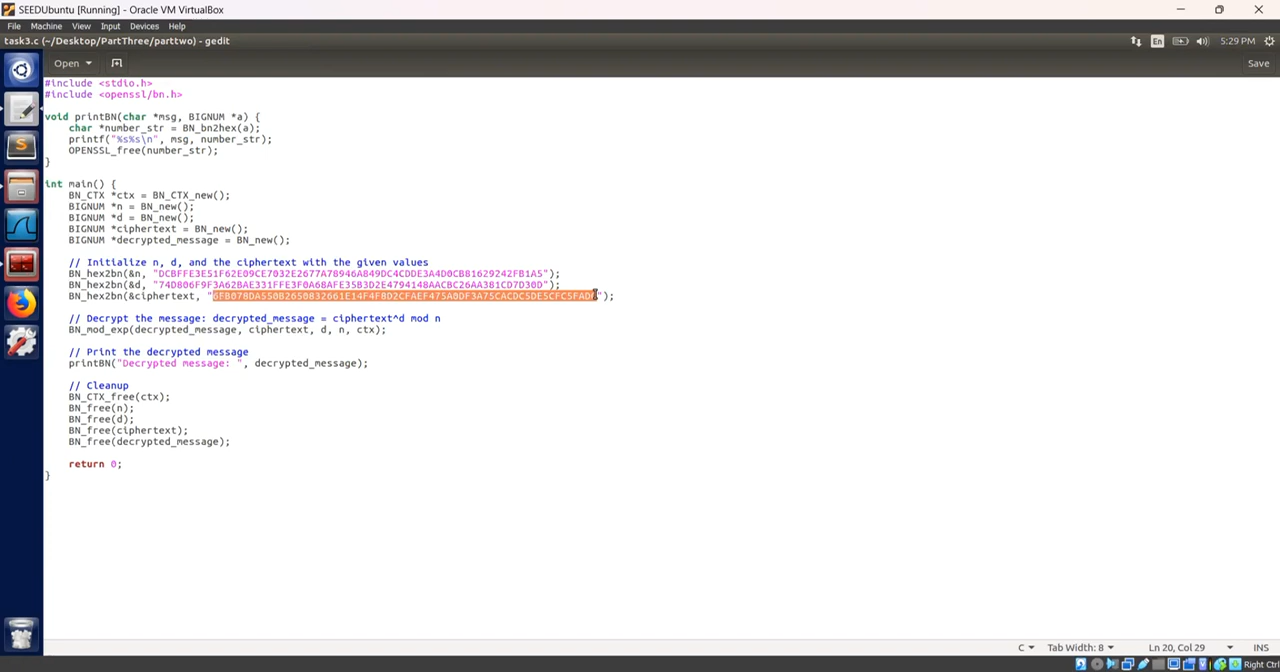 SEEDUbuntu [Running] - Oracle VM VirtualBox
File Machine View Input Devices Help
task3.c (~/Desktop/PartThree/parttwo) - gedit
En 5:29 PM
Open Save
#include <stdio.h>
#include <openssl/bn.h>
void printBN(char *msg, BIGNUM *a) {
char *number_str = BN_bn2hex(a);
printf("%s%s\n", msg, number_str);
OPENSSL_free(number_str);
}
int main() {
BN_CTX *ctx = BN_CTX_new();
BIGNUM *n = BN_new();
BIGNUM *d = BN_new();
BIGNUM *ciphertext = BN_new();
BIGNUM *decrypted_message = BN_new();
// Initialize n, d, and the ciphertext with the given values
BN_hex2bn(&n, "DCBFFE3E51F62E09CE7032E2677A78946A849DC4CDDE3A4D0CB81629242FB1A5");
BN_hex2bn(&d, "74D806F9F3A62BAE331FFE3F0A68AFE35B3D2E4794148AACBC26AA381CD7D30D");
BN_hex2bn(&ciphertext, ");
// Decrypt the message: decrypted_message = ciphertext^d mod n
BN_mod_exp(decrypted_message, ciphertext, d, n, ctx);
// Print the decrypted message
printBN("Decrypted message: ", decrypted_message);
// Cleanup
BN_CTX_free(ctx);
BN_free(n);
BN_free(d);
BN_free(ciphertext);
BN_free(decrypted_message);
return 0;
}
C Tab Width: 8 Ln 20, Col 29 INS
Right Ctrl